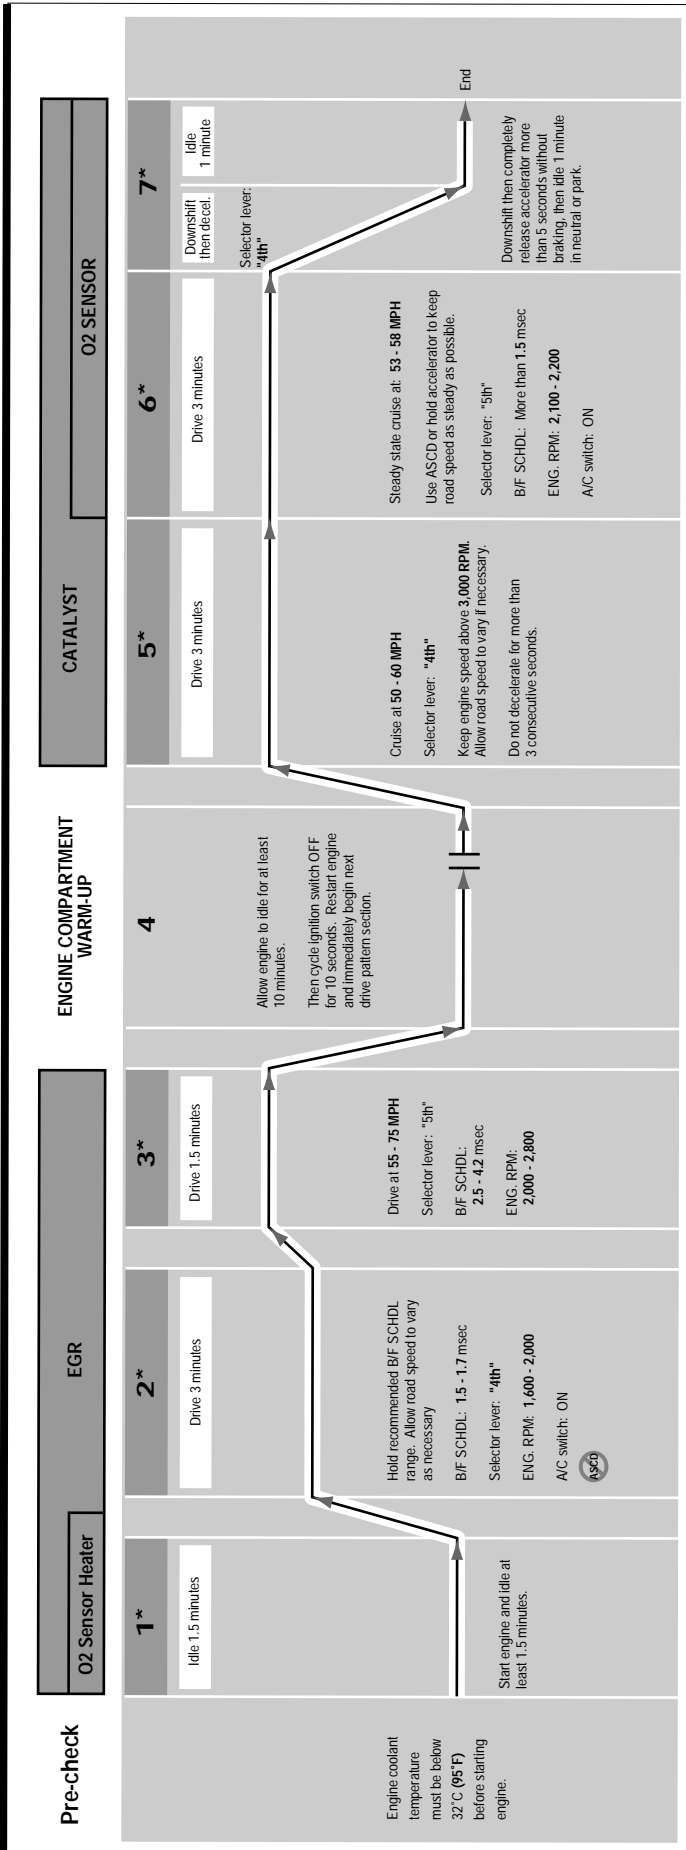 Pre-check
O2 Sensor Heater
EGR
ENGINE COMPARTMENT
WARM-UP
CATALYST
O2 SENSOR
Engine coolant
temperature
must be below
32˚C (95˚F)
before starting
engine.
1*
Idle 1.5 minutes
Start engine and idle at
least 1.5 minutes.
2*
Drive 3 minutes
Hold recommended B/F SCHDL
range. Allow road speed to vary
as necessary
B/F SCHDL: 1.5 - 1.7 msec
Selector lever: "4th"
ENG. RPM: 1,600 - 2,000
A/C switch: ON
ASCD
3*
Drive 1.5 minutes
Drive at 55 - 75 MPH
Selector lever: "5th"
B/F SCHDL:
2.5 - 4.2 msec
ENG. RPM:
2,000 - 2,800
4
Allow engine to idle for at least
10 minutes.
Then cycle ignition switch OFF
for 10 seconds. Restart engine
and immediately begin next
drive pattern section.
5*
Drive 3 minutes
Cruise at 50 - 60 MPH
Selector lever: "4th"
Keep engine speed above 3,000 RPM.
Allow road speed to vary if necessary.
Do not decelerate for more than
3 consecutive seconds.
6*
Drive 3 minutes
Steady state cruise at: 53 - 58 MPH
Use ASCD or hold accelerator to keep
road speed as steady as possible.
Selector lever: "5th"
B/F SCHDL: More than 1.5 msec
ENG. RPM: 2,100 - 2,200
A/C switch: ON
7*
Downshift
then decel.
Idle
1 minute
Selector lever:
"4th"
End
Downshift then completely
release accelerator more
than 5 seconds without
braking, then idle 1 minute
in neutral or park.